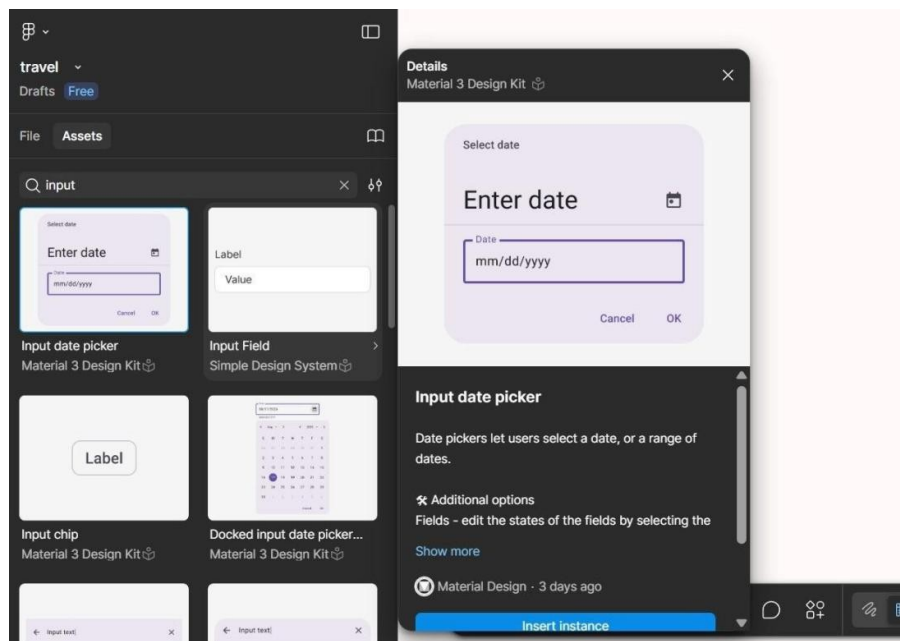 travel
Drafts Free
File Assets
input
Select date
Enter date
Date
mm/dd/yyyy
Cancel OK
Input date picker
Material 3 Design Kit
Label
Value
Input Field
Simple Design System
Label
Input chip
Material 3 Design Kit
Docked input date picker...
Material 3 Design Kit
Input text
Input text
Details
Material 3 Design Kit
Select date
Enter date
Date
mm/dd/yyyy
Cancel OK
Input date picker
Date pickers let users select a date, or a range of
dates.
🛠 Additional options
Fields - edit the states of the fields by selecting the
Show more
Material Design · 3 days ago
Insert instance